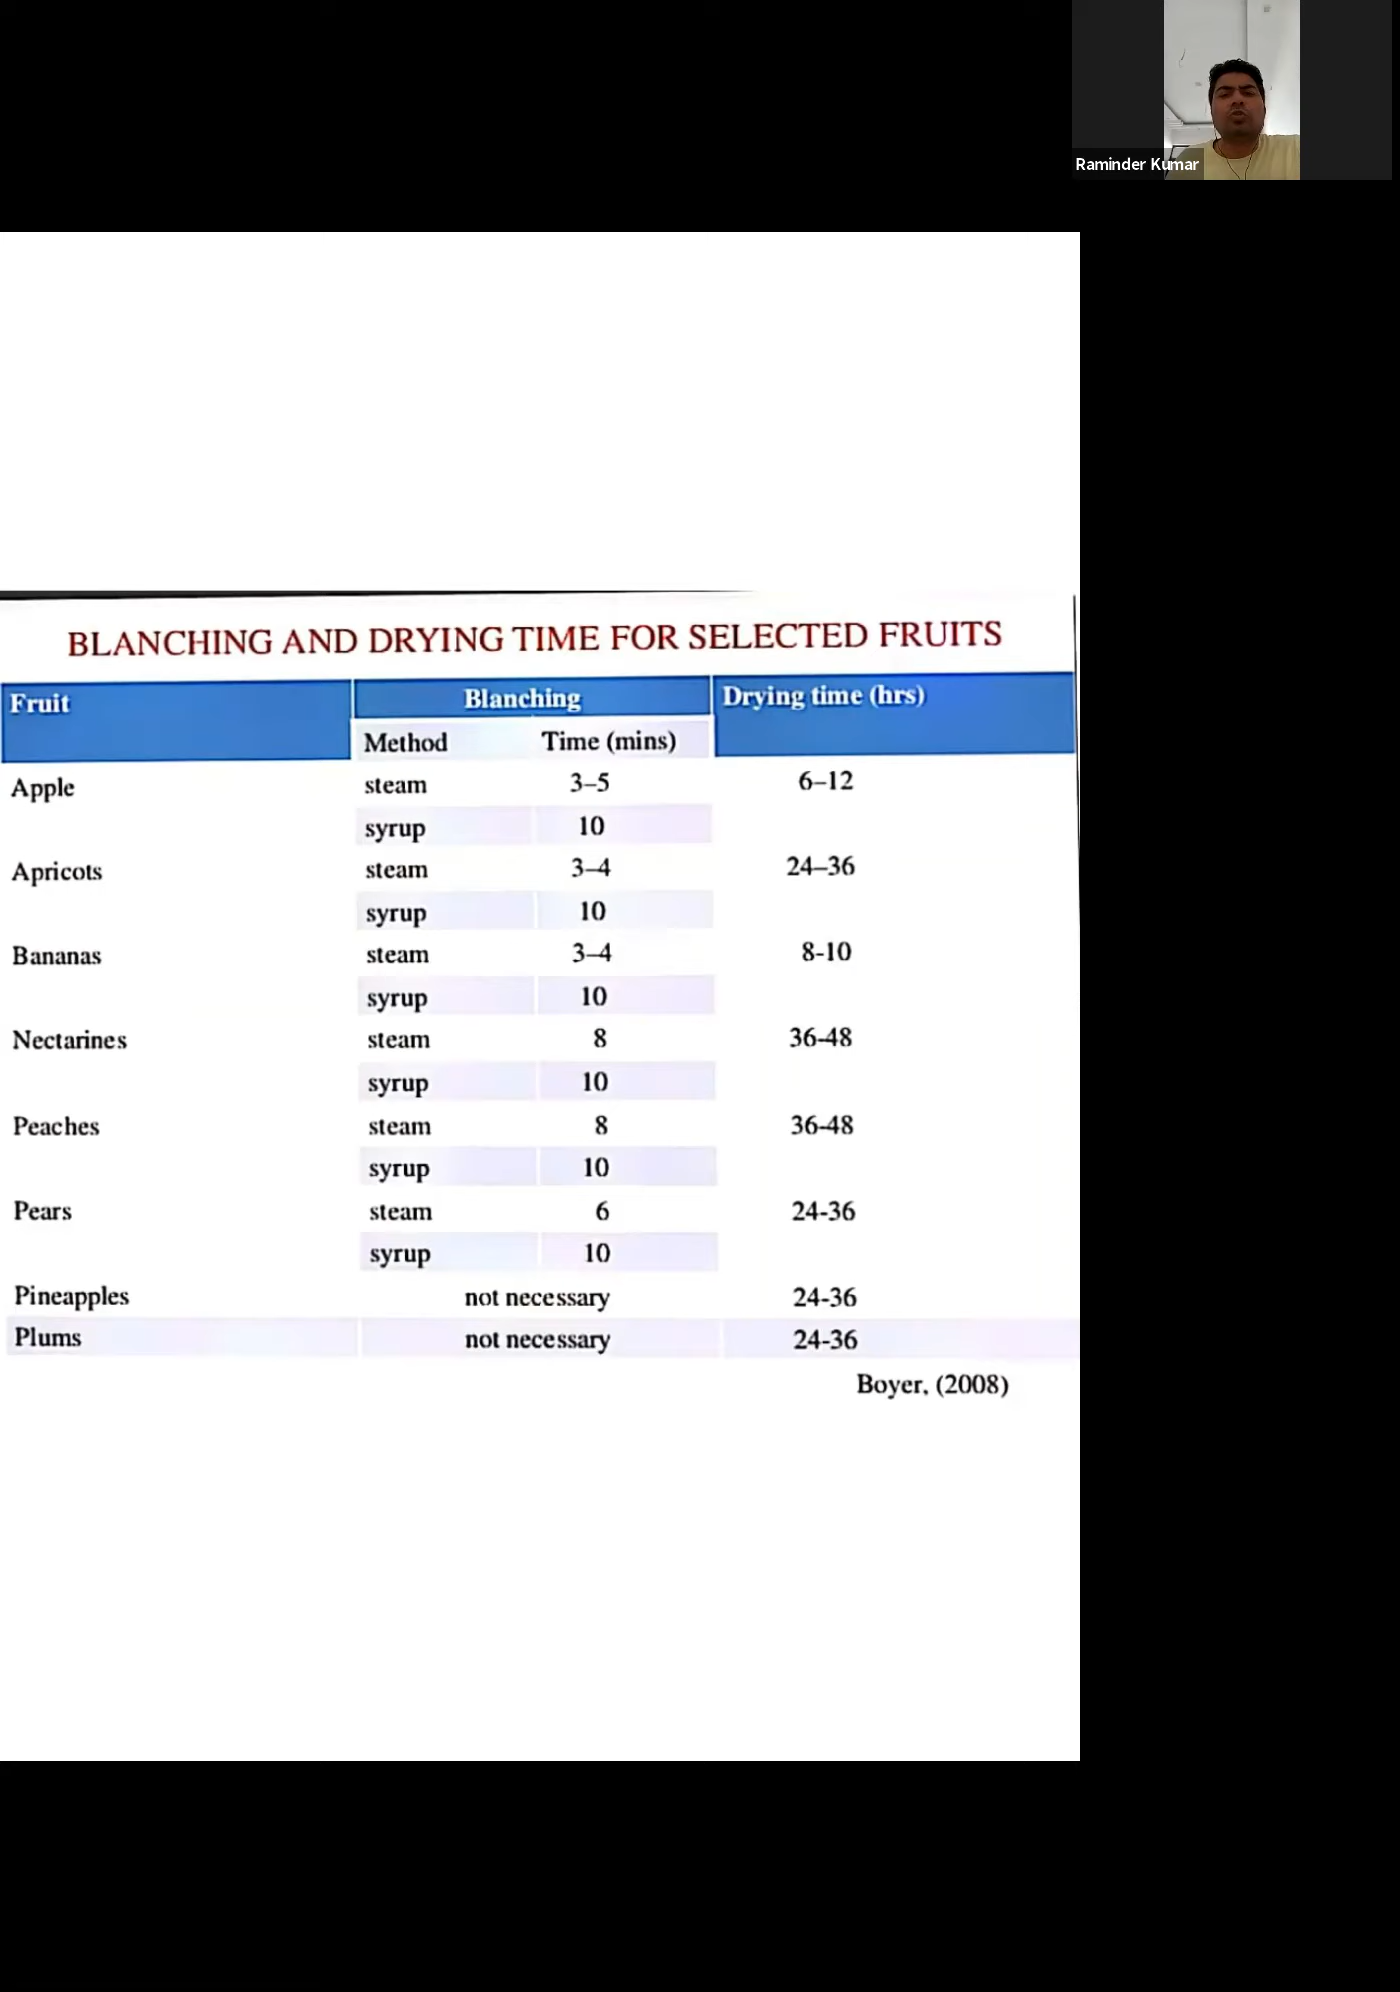 Raminder Kumar
BLANCHING AND DRYING TIME FOR SELECTED FRUITS
Fruit Blanching Drying time (hrs)
Method Time (mins)
Apple steam 3–5 6–12
syrup 10
Apricots steam 3–4 24–36
syrup 10
Bananas steam 3–4 8-10
syrup 10
Nectarines steam 8 36-48
syrup 10
Peaches steam 8 36-48
syrup 10
Pears steam 6 24-36
syrup 10
Pineapples not necessary 24-36
Plums not necessary 24-36
Boyer, (2008)